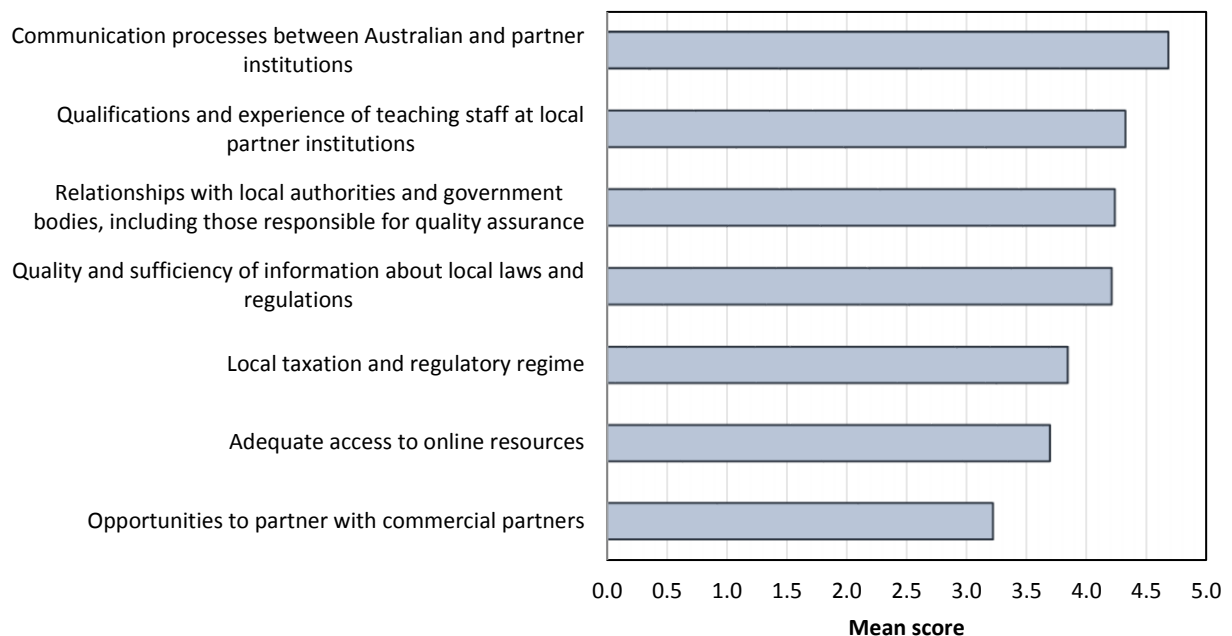 Communication processes between Australian and partner
institutions
Qualifications and experience of teaching staff at local
partner institutions
Relationships with local authorities and government
bodies, including those responsible for quality assurance
Quality and sufficiency of information about local laws and
regulations
Local taxation and regulatory regime
Adequate access to online resources
Opportunities to partner with commercial partners
0.0 0.5 1.0 1.5 2.0 2.5 3.0 3.5 4.0 4.5 5.0
Mean score